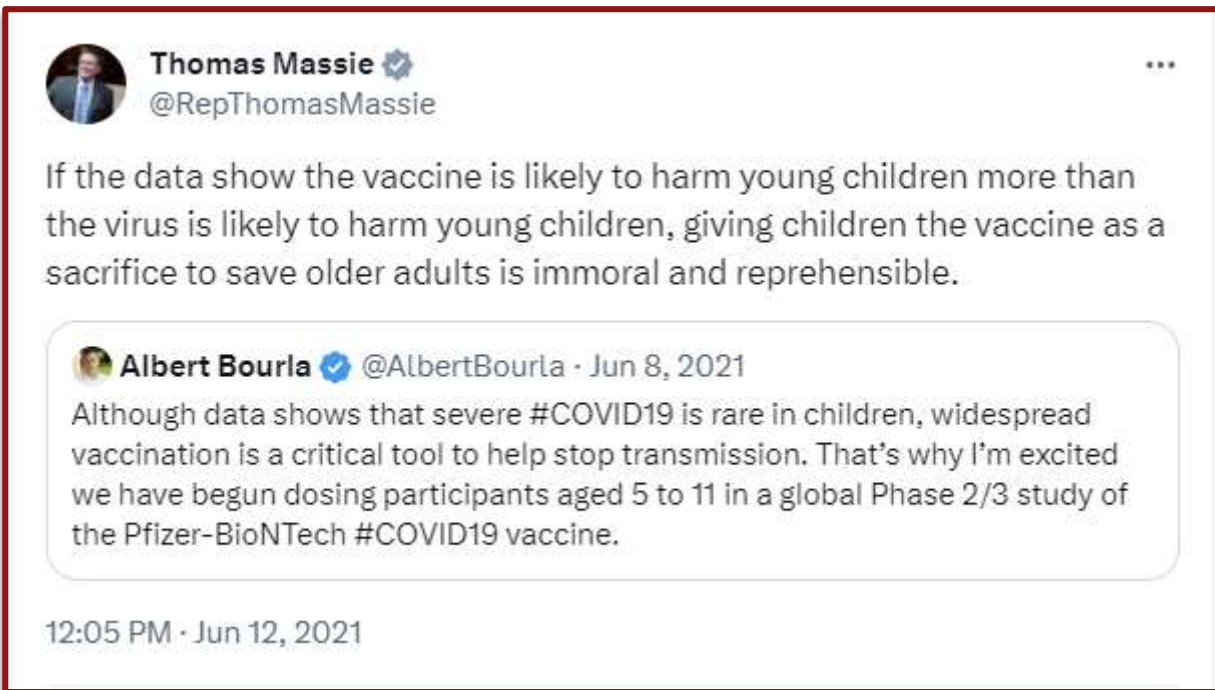 Thomas Massie
@RepThomasMassie
If the data show the vaccine is likely to harm young children more than
the virus is likely to harm young children, giving children the vaccine as a
sacrifice to save older adults is immoral and reprehensible.
Albert Bourla @AlbertBourla · Jun 8, 2021
Although data shows that severe #COVID19 is rare in children, widespread
vaccination is a critical tool to help stop transmission. That’s why I’m excited
we have begun dosing participants aged 5 to 11 in a global Phase 2/3 study of
the Pfizer-BioNTech #COVID19 vaccine.
12:05 PM · Jun 12, 2021